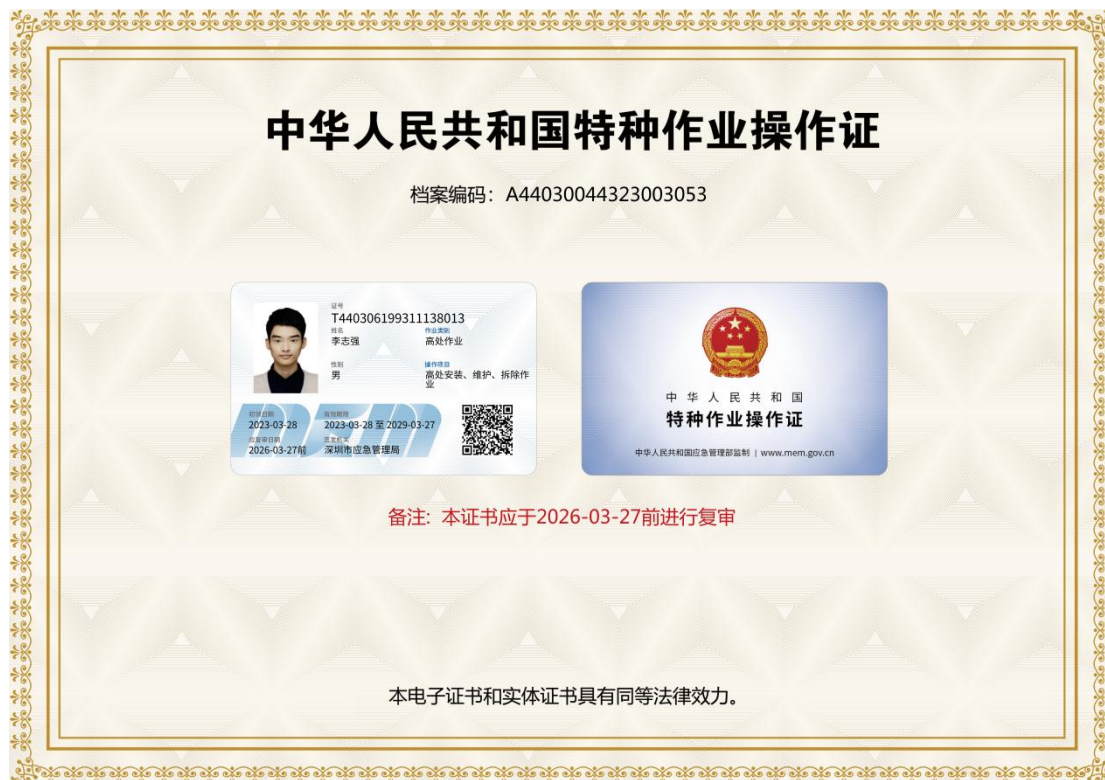 中华人民共和国特种作业操作证
档案编码：A44030044323003053
证号
T440306199311138013
姓名
李志强
作业类别
高处作业
性别
男
操作项目
高处安装、维护、拆除作
业
初领日期
2023-03-28
有效期限
2023-03-28 至 2029-03-27
应复审日期
2026-03-27前
签发机关
深圳市应急管理局
中华人民共和国
特种作业操作证
中华人民共和国应急管理部监制 | www.mem.gov.cn
备注: 本证书应于2026-03-27前进行复审
本电子证书和实体证书具有同等法律效力。